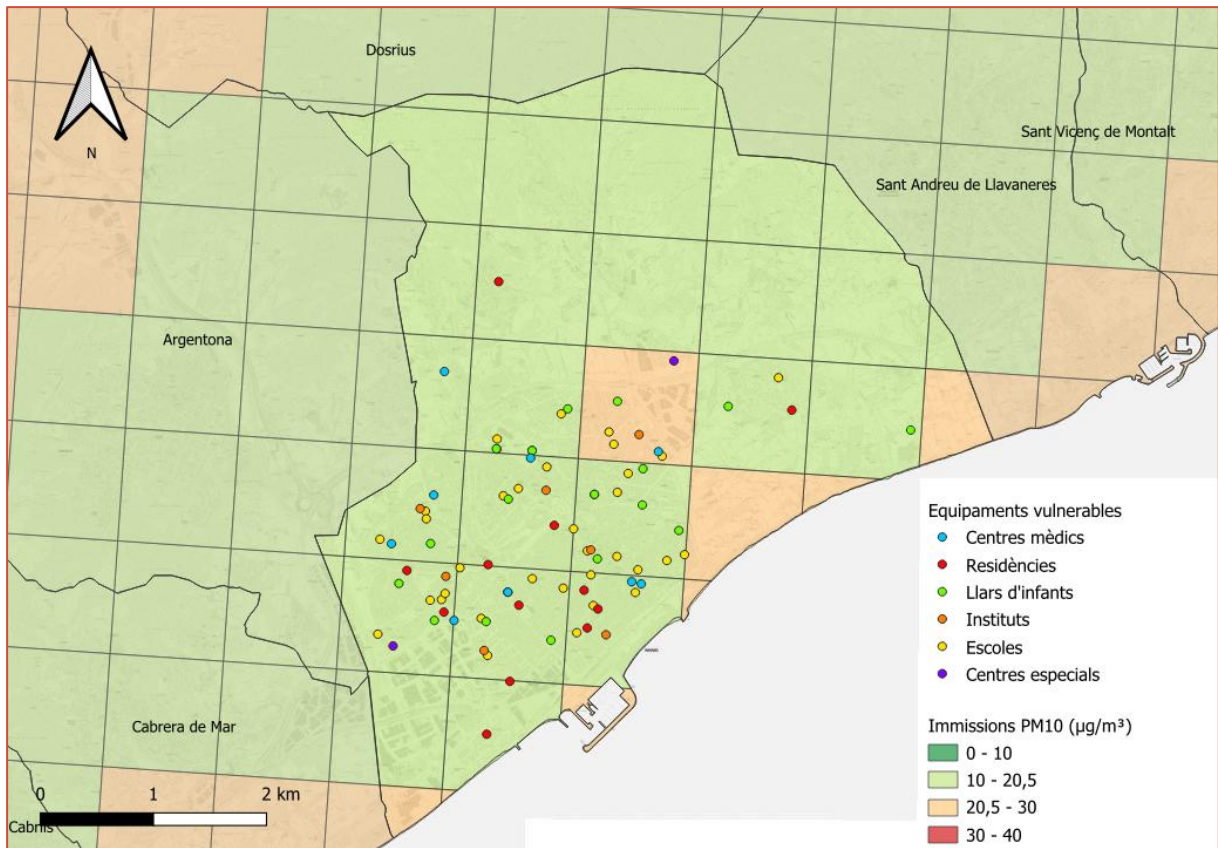 Dosrius
N
Sant Vicenç de Montalt
Sant Andreu de Llavaneres
Argentona
Cabrera de Mar
Cabrils
0 1 2 km
Equipaments vulnerables
Centres mèdics
Residències
Llars d'infants
Instituts
Escoles
Centres especials
Immissions PM10 (µg/m³)
0 - 10
10 - 20,5
20,5 - 30
30 - 40